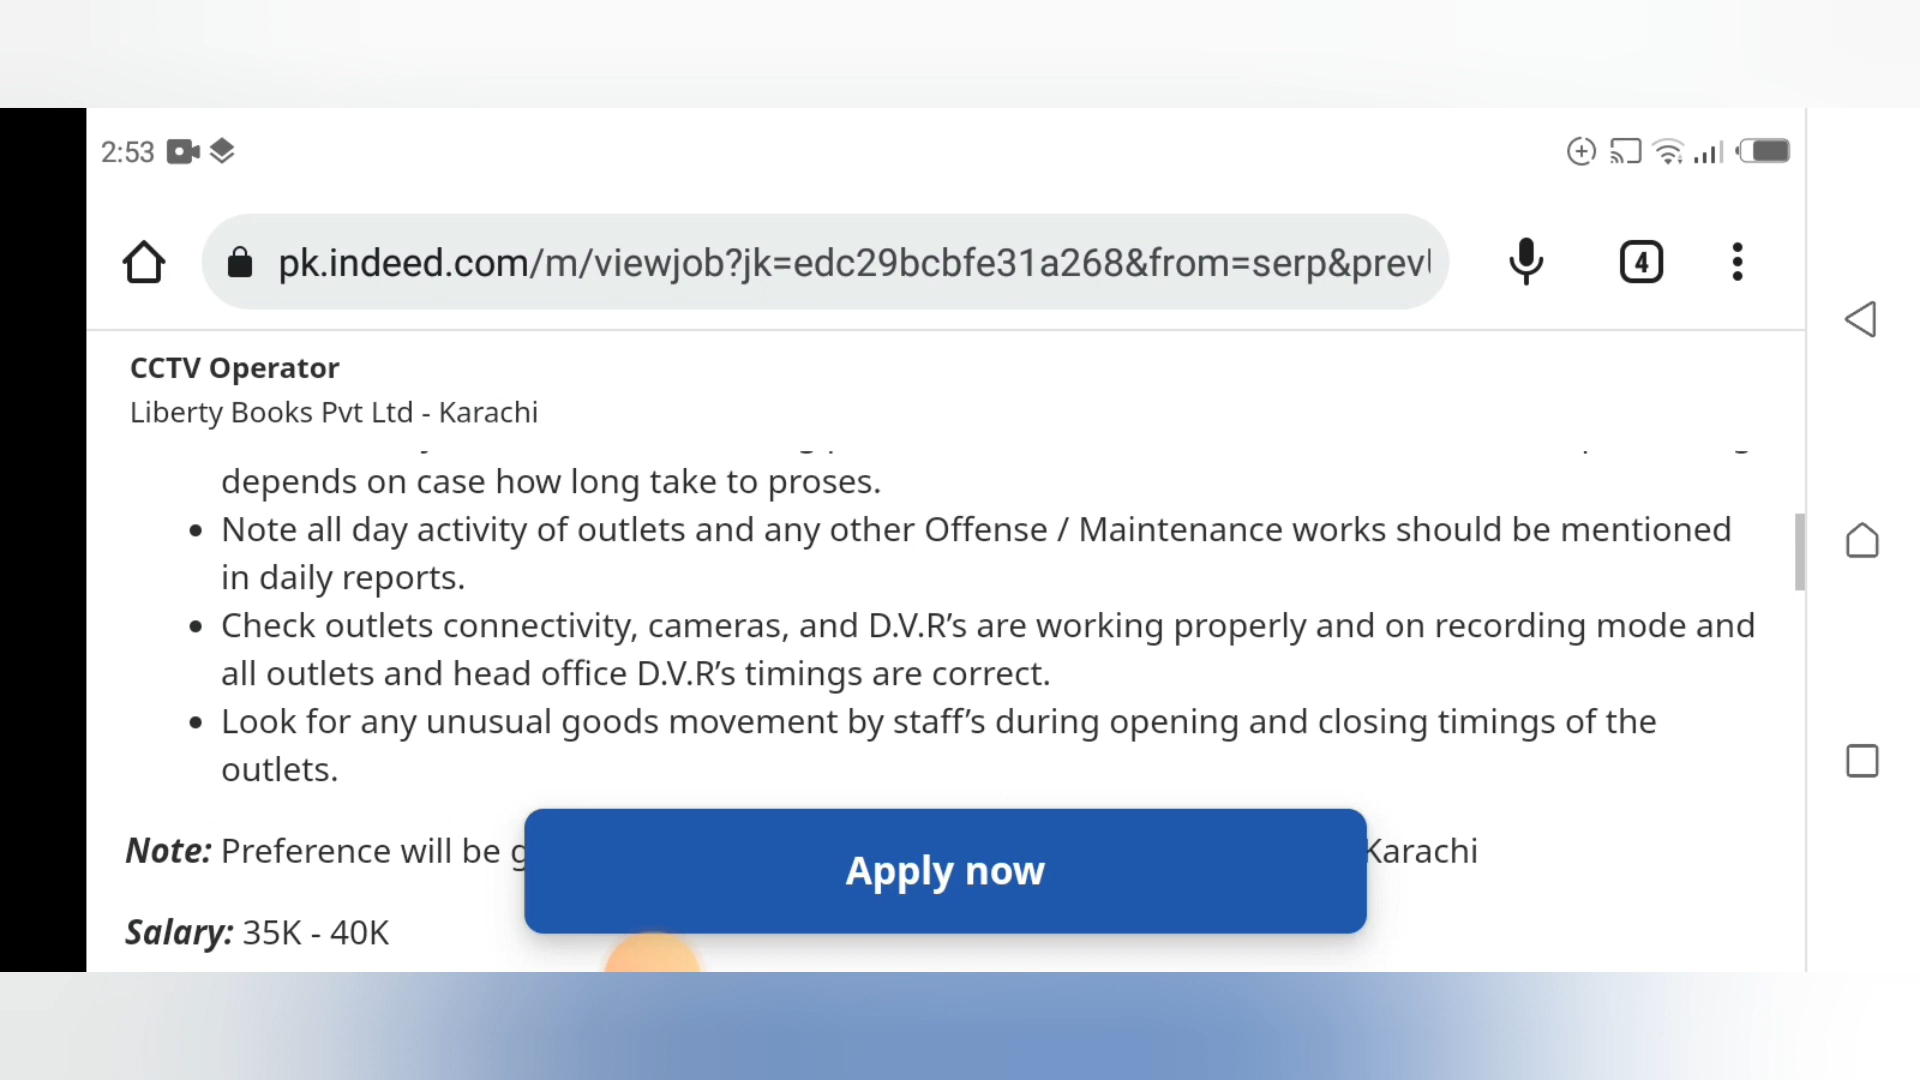 2:53
pk.indeed.com/m/viewjob?jk=edc29bcbfe31a268&from=serp&prev
4
CCTV Operator
Liberty Books Pvt Ltd - Karachi
depends on case how long take to proses.
• Note all day activity of outlets and any other Offense / Maintenance works should be mentioned
in daily reports.
• Check outlets connectivity, cameras, and D.V.R’s are working properly and on recording mode and
all outlets and head office D.V.R’s timings are correct.
• Look for any unusual goods movement by staff’s during opening and closing timings of the
outlets.
Note: Preference will be Karachi
Apply now
Salary: 35K - 40K